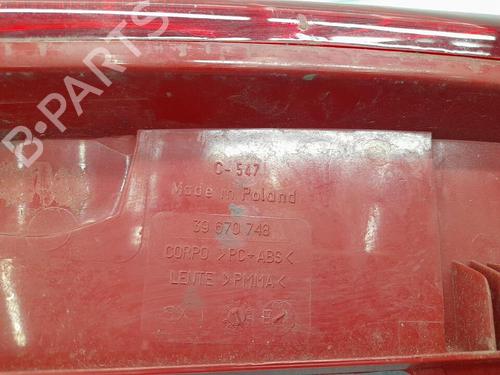 B-PARTS
C-547
Made in Poland
39 670 748
CORPO >PC-ABS<
LENTE >PMMA<